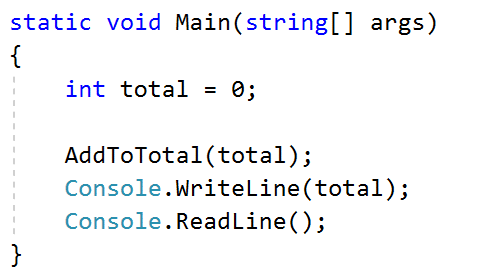 static void Main(string[] args)
{
    int total = 0;

    AddToTotal(total);
    Console.WriteLine(total);
    Console.ReadLine();
}